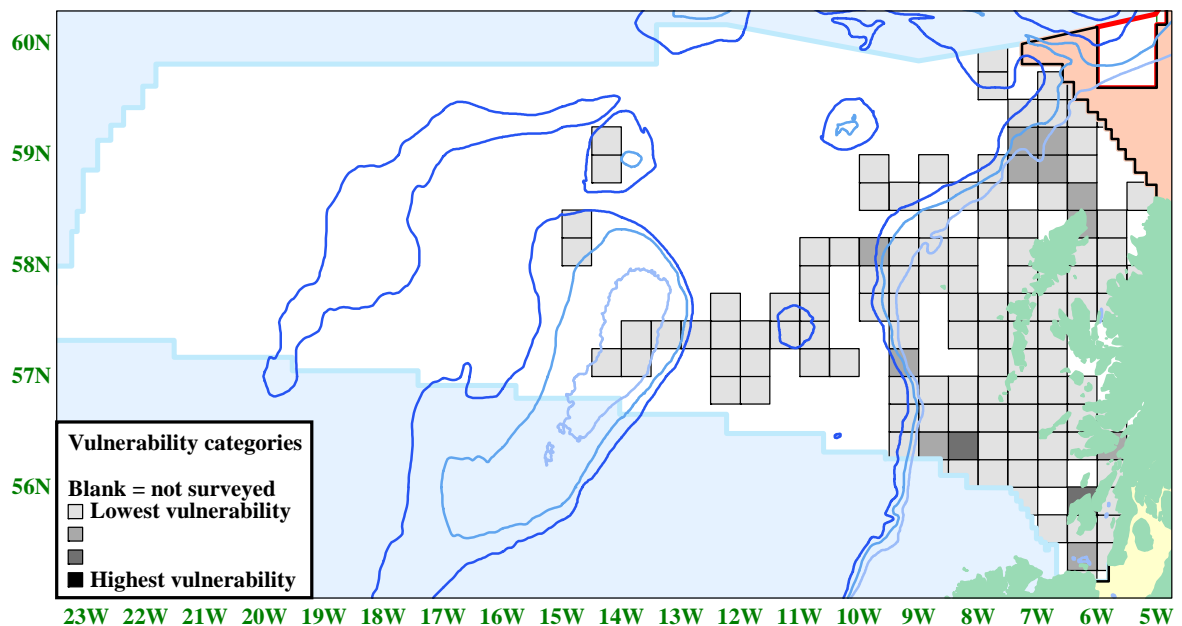 60N
59N
58N
57N
56N
Vulnerability categories
Blank = not surveyed
Lowest vulnerability
Highest vulnerability
23W 22W 21W 20W 19W 18W 17W 16W 15W 14W 13W 12W 11W 10W 9W 8W 7W 6W 5W